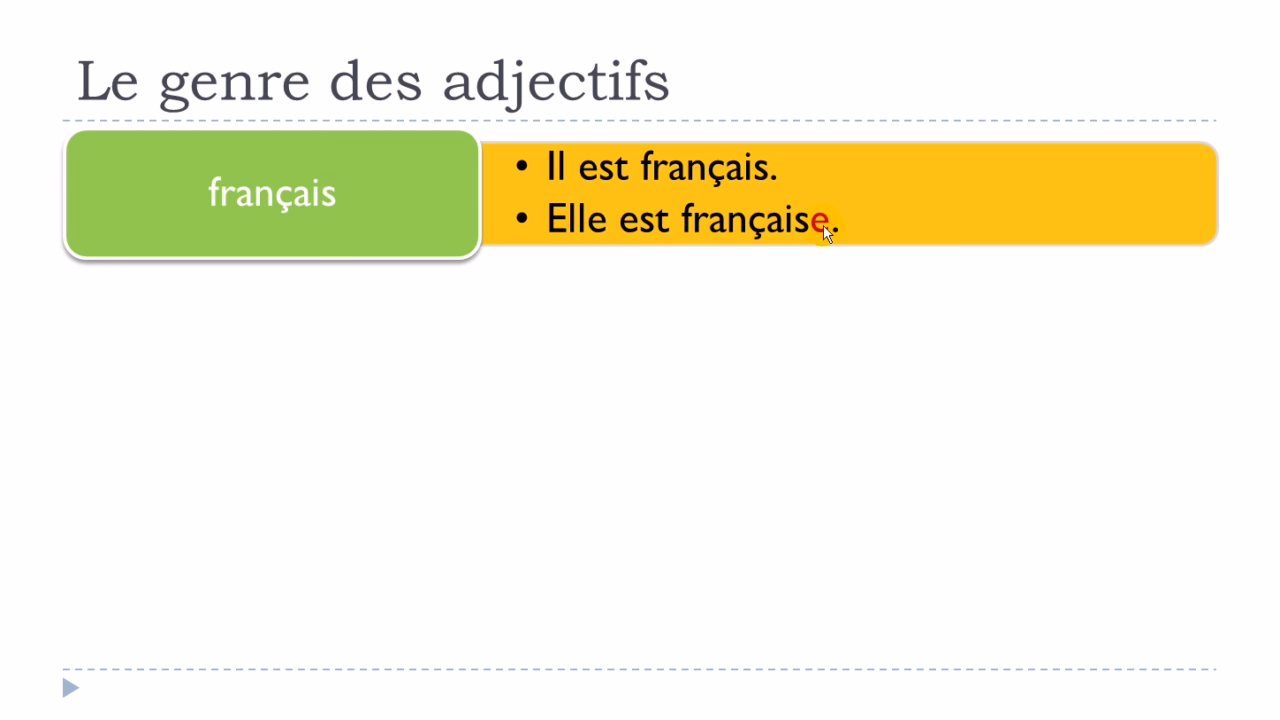 Le genre des adjectifs
français
• Il est français.
• Elle est française.